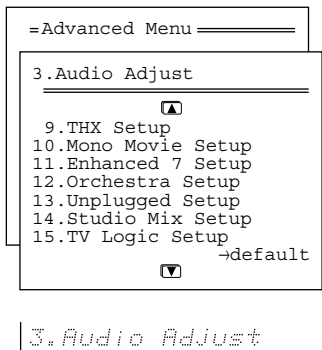 =Advanced Menu
3.Audio Adjust
9.THX Setup
10.Mono Movie Setup
11.Enhanced 7 Setup
12.Orchestra Setup
13.Unplugged Setup
14.Studio Mix Setup
15.TV Logic Setup
→default
3.Audio Adjust